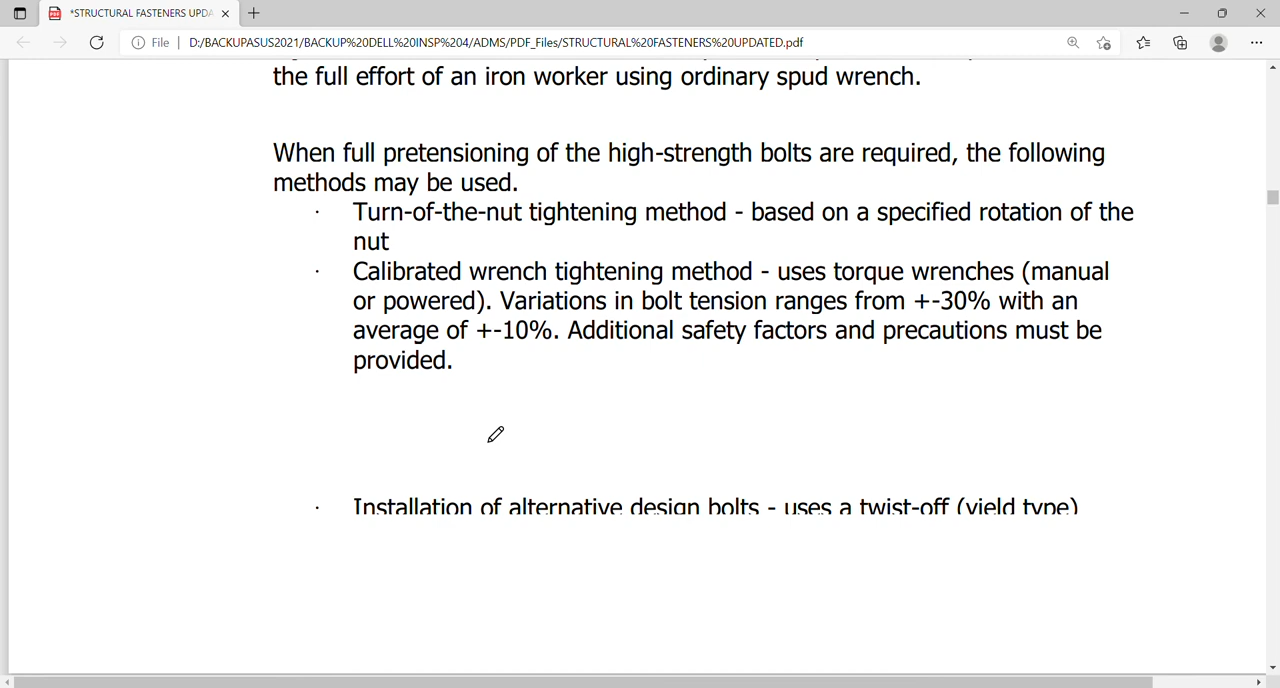 *STRUCTURAL FASTENERS UPDA
File
D:/BACKUPASUS2021/BACKUP%20DELL%20INSP%204/ADMS/PDF_Files/STRUCTURAL%20FASTENERS%20UPDATED.pdf
the full effort of an iron worker using ordinary spud wrench.
When full pretensioning of the high-strength bolts are required, the following
methods may be used.
· Turn-of-the-nut tightening method - based on a specified rotation of the
nut
· Calibrated wrench tightening method - uses torque wrenches (manual
or powered). Variations in bolt tension ranges from +-30% with an
average of +-10%. Additional safety factors and precautions must be
provided.
· Installation of alternative design bolts - uses a twist-off (yield type)